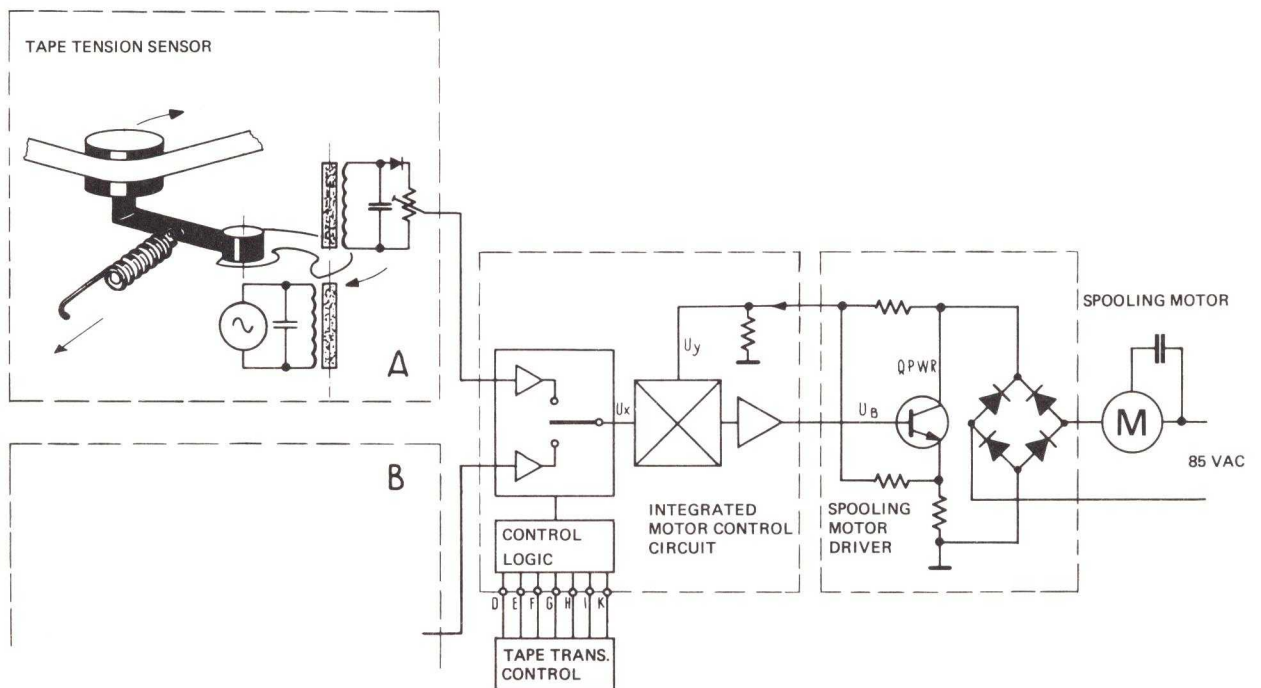 TAPE TENSION SENSOR
A
B
Ux
Uy
UB
QPWR
INTEGRATED
MOTOR CONTROL
CIRCUIT
SPOOLING
MOTOR
DRIVER
SPOOLING MOTOR
M
85 VAC
CONTROL
LOGIC
D E F G H I K
TAPE TRANS.
CONTROL